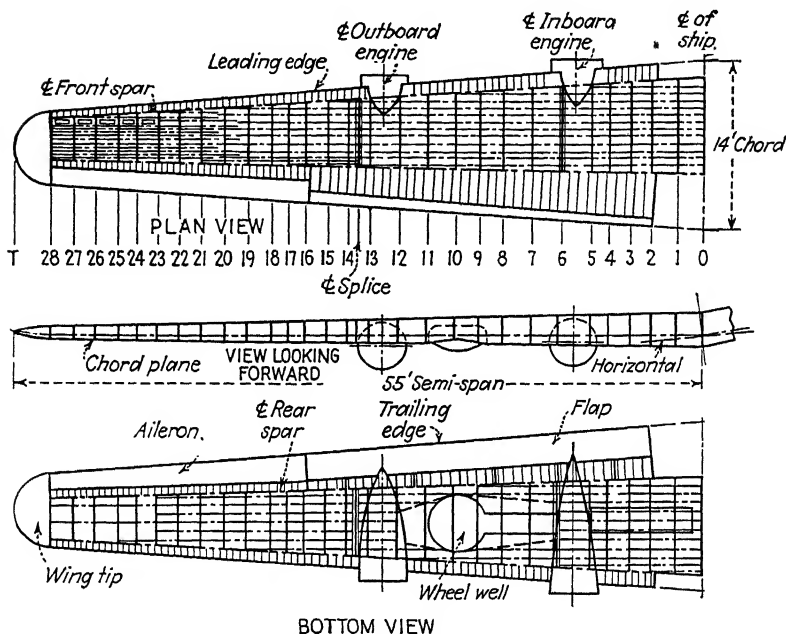 ℄ Outboard engine
℄ Inboara engine
℄ of ship.
Leading edge
℄ Front spar
14' Chord
PLAN VIEW
T 28 27 26 25 24 23 22 21 20 19 18 17 16 15 14 13 12 11 10 9 8 7 6 5 4 3 2 1 0
℄ Splice
Chord plane
VIEW LOOKING FORWARD
Horizontal
55' Semi-span
℄ Rear spar
Trailing edge
Flap
Aileron.
Wing tip
Wheel well
BOTTOM VIEW